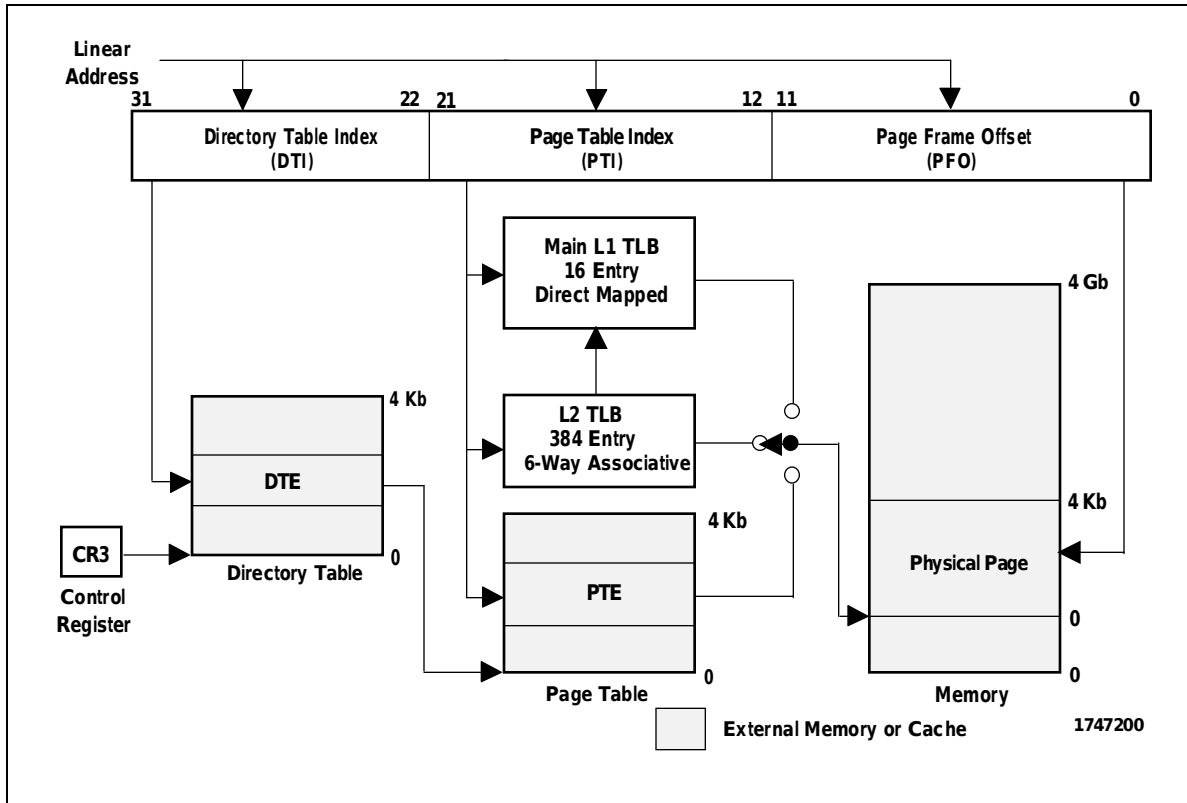 Linear
Address
31
22
21
12
11
0
Directory Table Index
(DTI)
Page Table Index
(PTI)
Page Frame Offset
(PFO)
Main L1 TLB
16 Entry
Direct Mapped
4 Gb
4 Kb
L2 TLB
384 Entry
6-Way Associative
DTE
4 Kb
4 Kb
CR3
0
Directory Table
Physical Page
PTE
Control
Register
0
0
0
Page Table
Memory
External Memory or Cache
1747200